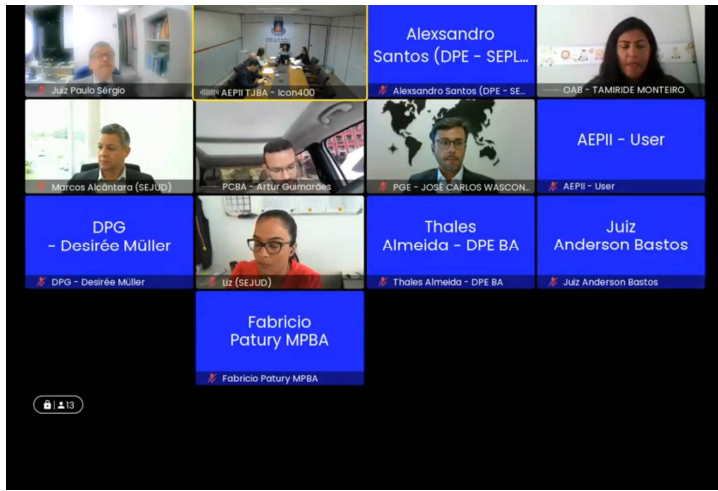 Alexsandro
Santos (DPE - SEPL...
Juiz Paulo Sérgio
AEPII TJBA - Icon400
Alexsandro Santos (DPE - SE...
OAB - TAMIRIDE MONTEIRO
AEPII - User
Marcos Alcântara (SEJUD)
PCBA - Artur Guimarães
PGE - JOSÉ CARLOS WASCON...
AEPII - User
DPG
- Desirée Müller
Thales
Almeida - DPE BA
Juiz
Anderson Bastos
DPG - Desirée Müller
Liz (SEJUD)
Thales Almeida - DPE BA
Juiz Anderson Bastos
Fabricio
Patury MPBA
Fabricio Patury MPBA
13